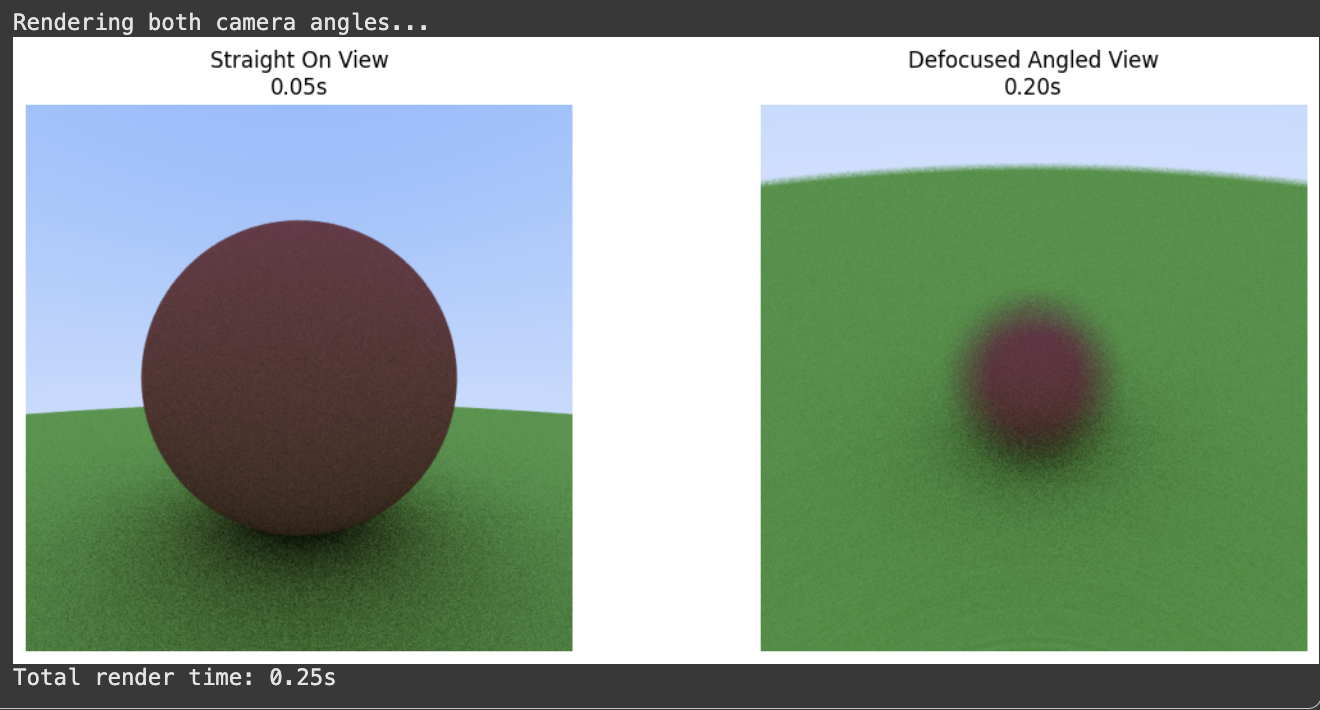 Rendering both camera angles...
Straight On View
0.05s
Defocused Angled View
0.20s
Total render time: 0.25s